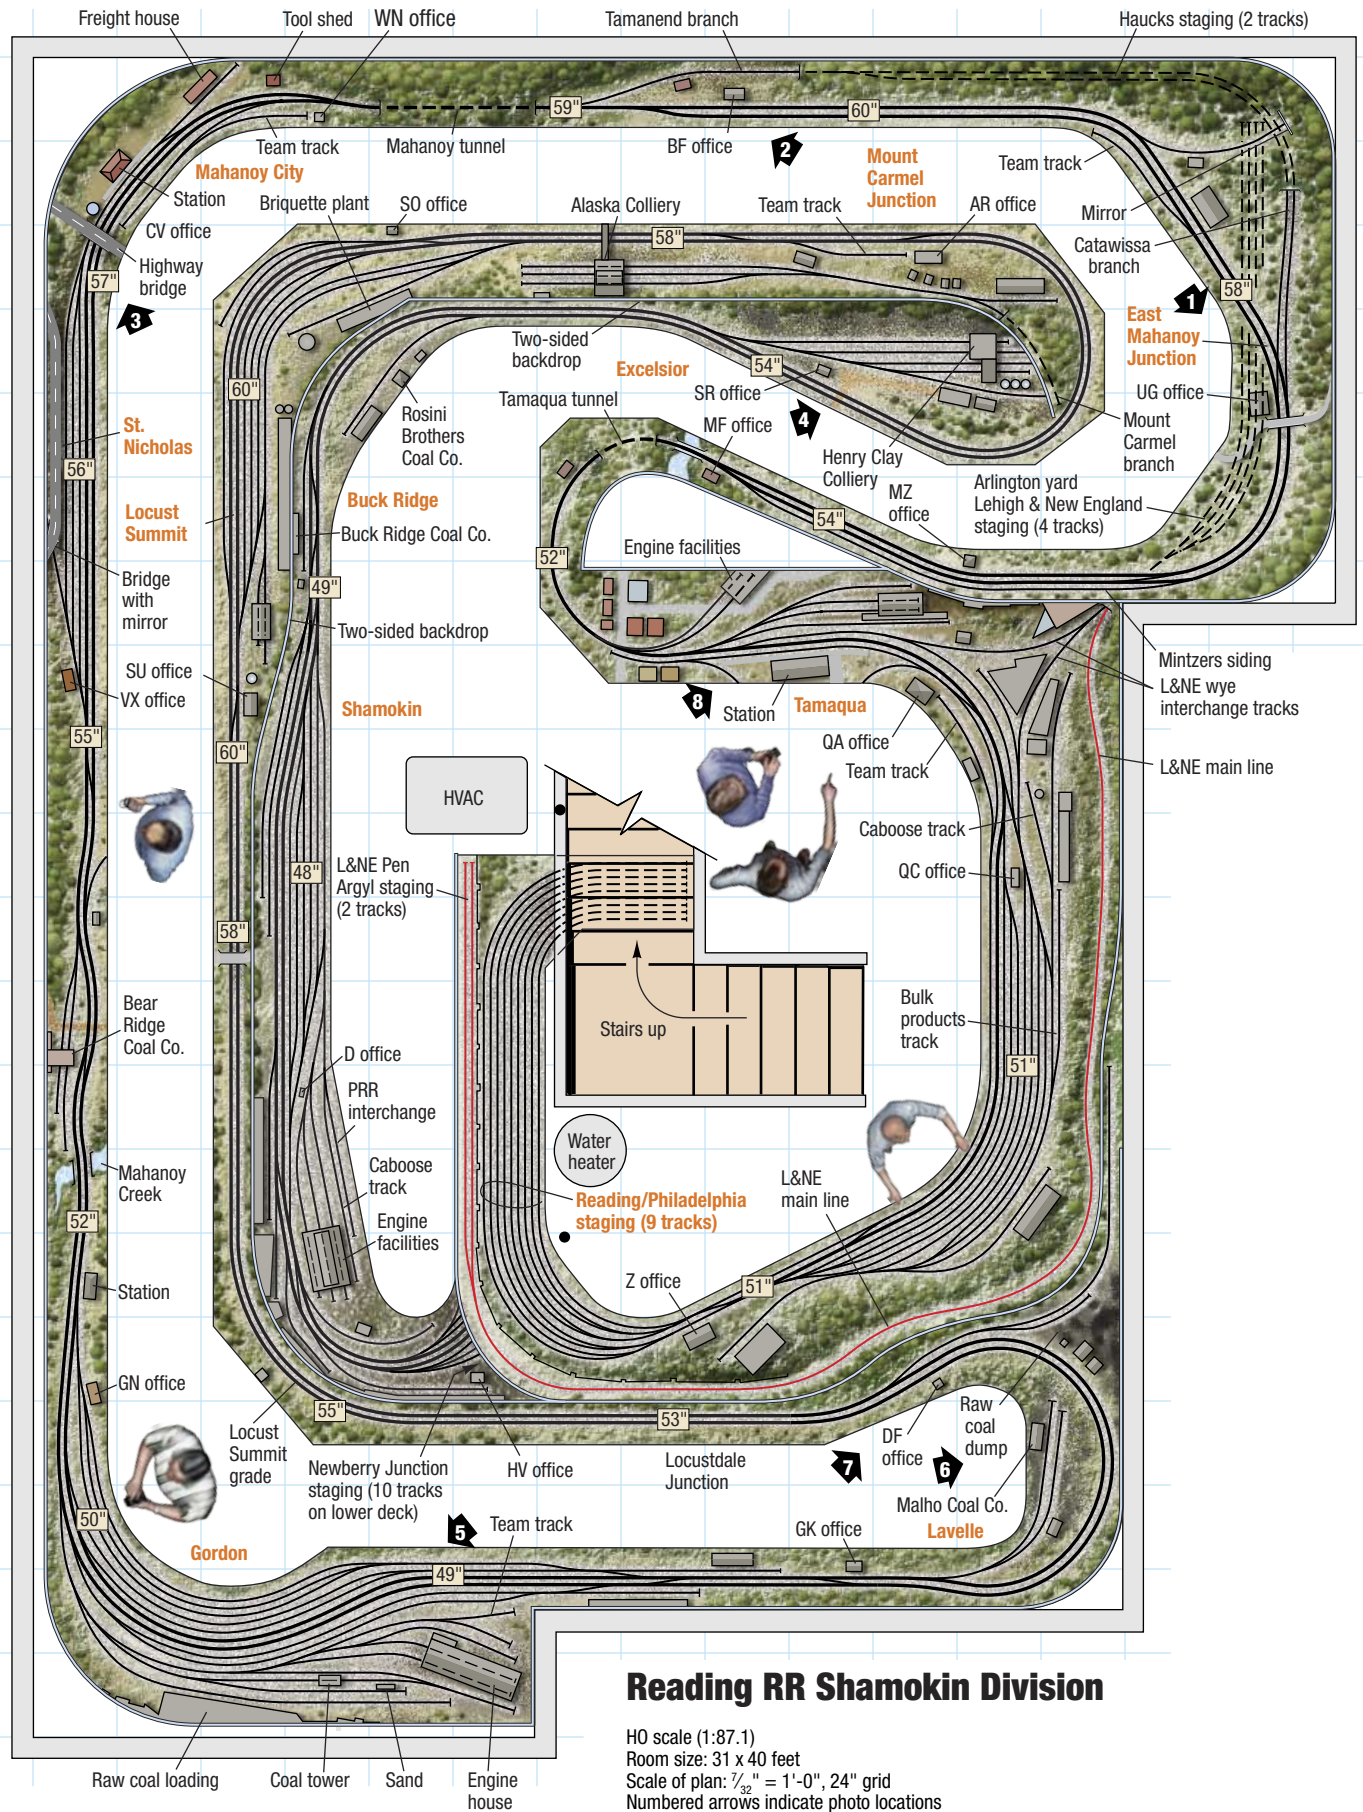 Freight house
Tool shed
WN office
Tamanend branch
Haucks staging (2 tracks)
59"
60"
Team track
Mahanoy tunnel
BF office
2
Mount
Carmel
Junction
Team track
Mahanoy City
Station
Briquette plant
SO office
Alaska Colliery
Team track
AR office
Mirror
CV office
58"
Catawissa
branch
Highway
bridge
57"
3
1
58"
East
Mahanoy
Junction
Two-sided
backdrop
Excelsior
54"
SR office
UG office
60"
Tamaqua tunnel
MF office
4
Rosini
Brothers
Coal Co.
Mount
Carmel
branch
St.
Nicholas
56"
Henry Clay
Colliery
Arlington yard
Lehigh & New England
staging (4 tracks)
MZ
office
Buck Ridge
Locust
Summit
Buck Ridge Coal Co.
54"
Engine facilities
52"
Bridge
with
mirror
49"
Two-sided backdrop
SU office
VX office
Mintzers siding
L&NE wye
interchange tracks
Shamokin
8
Station
Tamaqua
55"
60"
QA office
Team track
L&NE main line
HVAC
Caboose track
48"
L&NE Pen
Argyl staging
(2 tracks)
QC office
58"
Bear
Ridge
Coal Co.
Stairs up
Bulk
products
track
D office
51"
PRR
interchange
Water
heater
Mahanoy
Creek
Caboose
track
L&NE
main line
52"
Reading/Philadelphia
staging (9 tracks)
Engine
facilities
Station
Z office
51"
GN office
55"
53"
Raw
coal
dump
Locust
Summit
grade
Newberry Junction
staging (10 tracks
on lower deck)
HV office
Locustdale
Junction
7
DF
office
6
Malho Coal Co.
Lavelle
50"
5
Team track
GK office
Gordon
49"
Raw coal loading
Coal tower
Sand
Engine
house
Reading RR Shamokin Division
HO scale (1:87.1)
Room size: 31 x 40 feet
Scale of plan: 7/32" = 1'-0", 24" grid
Numbered arrows indicate photo locations